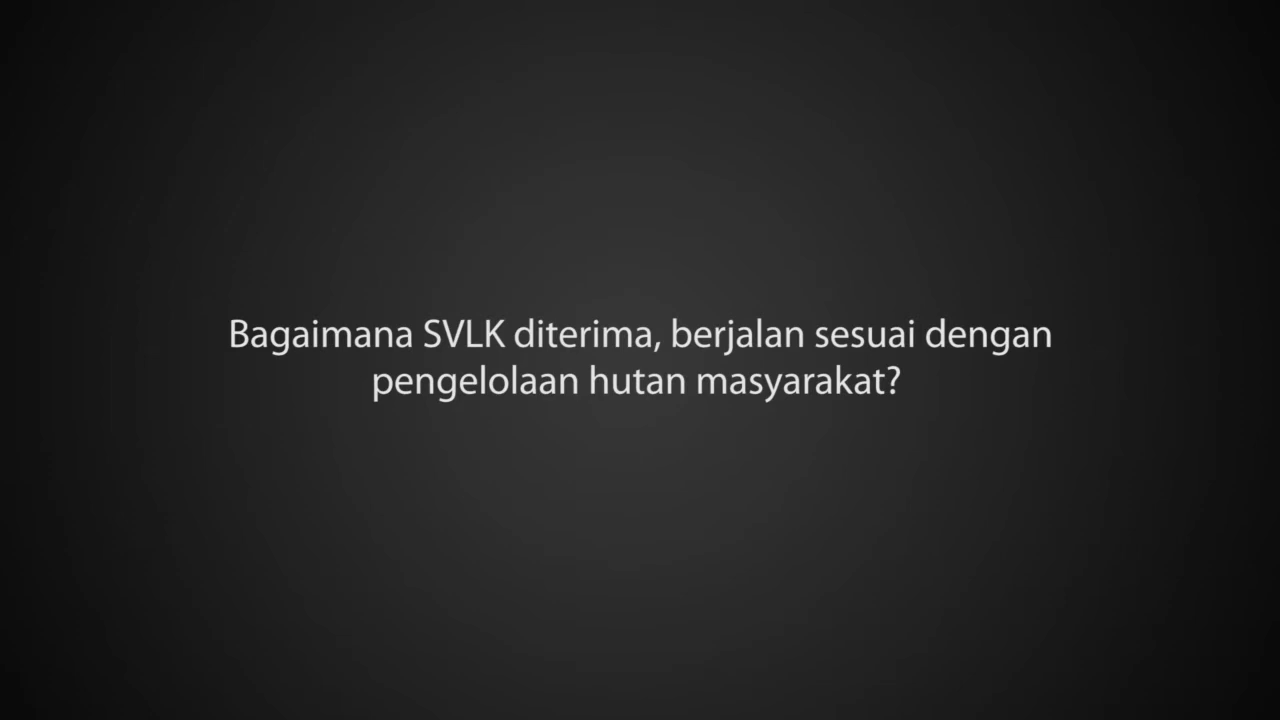 Bagaimana SVLK diterima, berjalan sesuai dengan
pengelolaan hutan masyarakat?